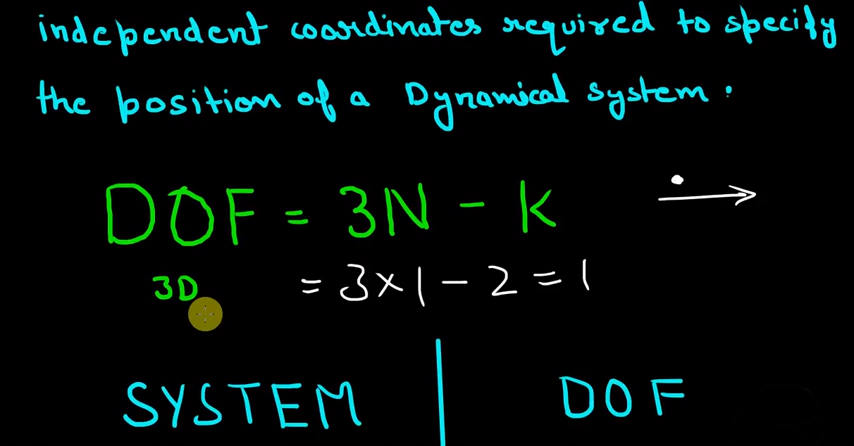 independent coordinates required to specify
the position of a Dynamical system.
DOF = 3N - K
3D
= 3×1 - 2 = 1
SYSTEM
DOF